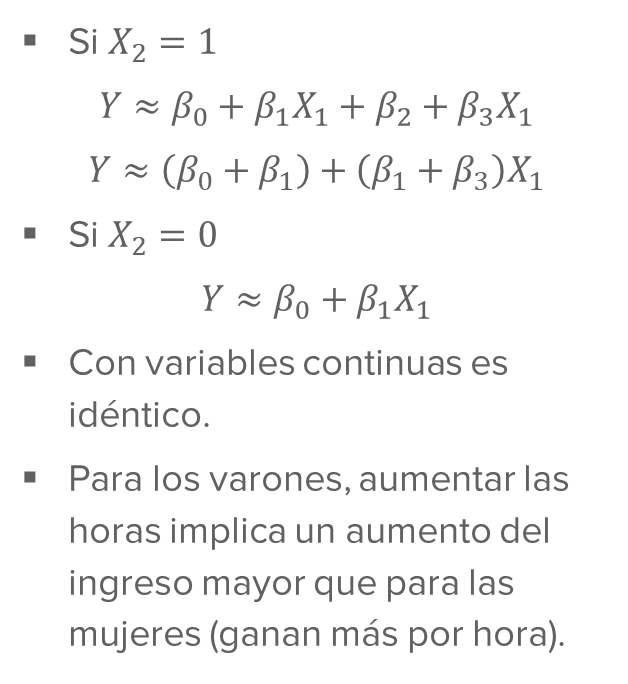 ▪ Si X₂ = 1
Y ≈ β₀ + β₁X₁ + β₂ + β₃X₁
Y ≈ (β₀ + β₁) + (β₁ + β₃)X₁
▪ Si X₂ = 0
Y ≈ β₀ + β₁X₁
▪ Con variables continuas es
idéntico.
▪ Para los varones, aumentar las
horas implica un aumento del
ingreso mayor que para las
mujeres (ganan más por hora).